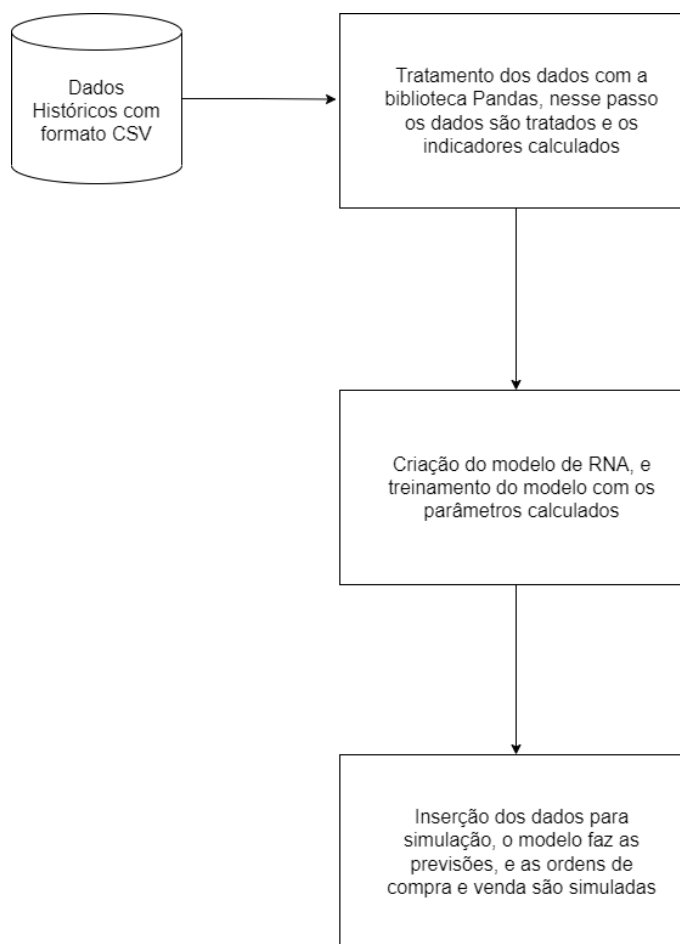 Dados
Históricos com
formato CSV
Tratamento dos dados com a
biblioteca Pandas, nesse passo
os dados são tratados e os
indicadores calculados
Criação do modelo de RNA, e
treinamento do modelo com os
parâmetros calculados
Inserção dos dados para
simulação, o modelo faz as
previsões, e as ordens de
compra e venda são simuladas